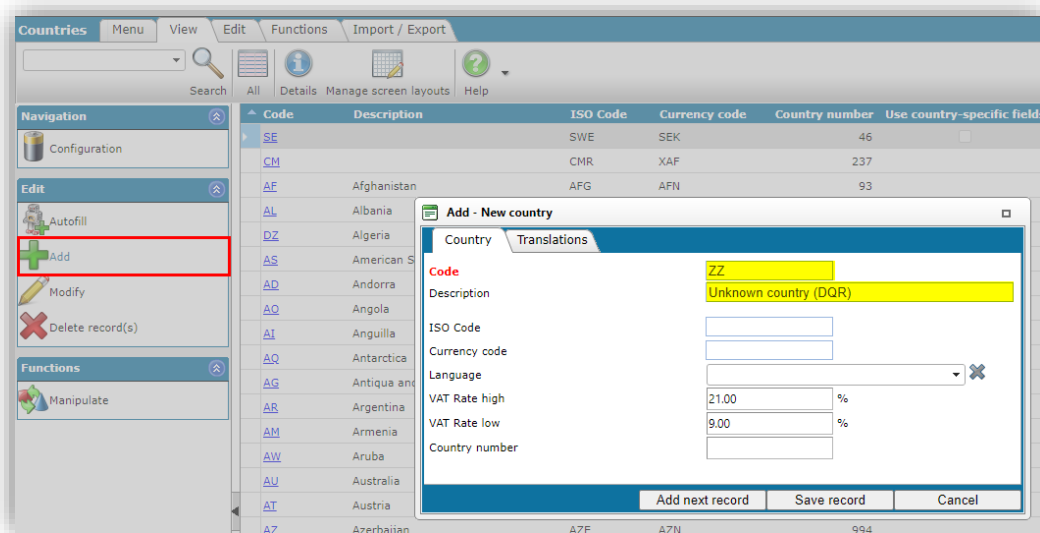 Countries Menu View Edit Functions Import / Export
Search All Details Manage screen layouts Help
Navigation
Configuration
Edit
Autofill
Add
Modify
Delete record(s)
Functions
Manipulate
Code Description ISO Code Currency code Country number Use country-specific field
SE SWE SEK 46
CM CMR XAF 237
AF Afghanistan AFG AFN 93
AL Albania
DZ Algeria
AS American S
AD Andorra
AO Angola
AI Anguilla
AQ Antarctica
AG Antiqua and
AR Argentina
AM Armenia
AW Aruba
AU Australia
AT Austria
AZ Azerbaijan AZE AZN 994
Add - New country
Country Translations
Code ZZ
Description Unknown country (DQR)
ISO Code
Currency code
Language
VAT Rate high 21.00 %
VAT Rate low 9.00 %
Country number
Add next record Save record Cancel